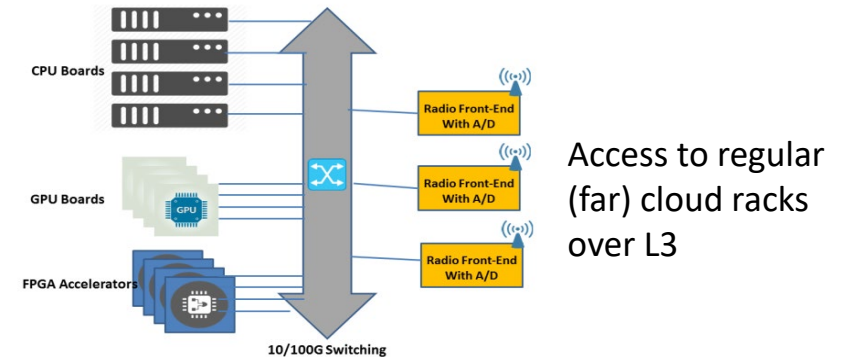 CPU Boards
GPU Boards
GPU
FPGA Accelerators
10/100G Switching
Radio Front-End
With A/D
Radio Front-End
With A/D
Radio Front-End
With A/D
Access to regular
(far) cloud racks
over L3